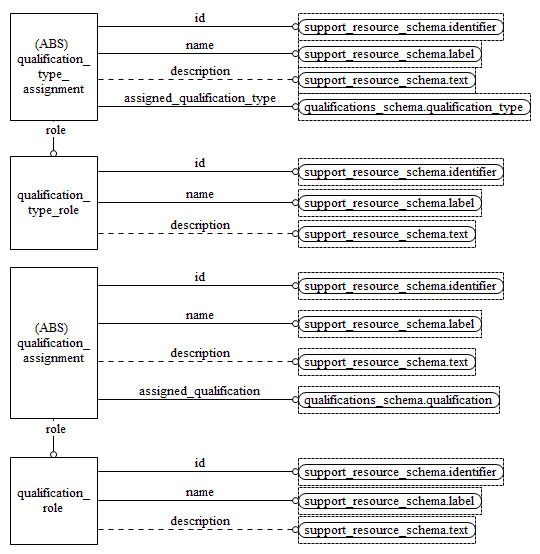 id
support_resource_schema.identifier
(ABS)
qualification_
type_
assignment
name
support_resource_schema.label
description
support_resource_schema.text
assigned_qualification_type
qualifications_schema.qualification_type
role
qualification_
type_role
id
support_resource_schema.identifier
name
support_resource_schema.label
description
support_resource_schema.text
(ABS)
qualification_
assignment
id
support_resource_schema.identifier
name
support_resource_schema.label
description
support_resource_schema.text
assigned_qualification
qualifications_schema.qualification
role
qualification_
role
id
support_resource_schema.identifier
name
support_resource_schema.label
description
support_resource_schema.text